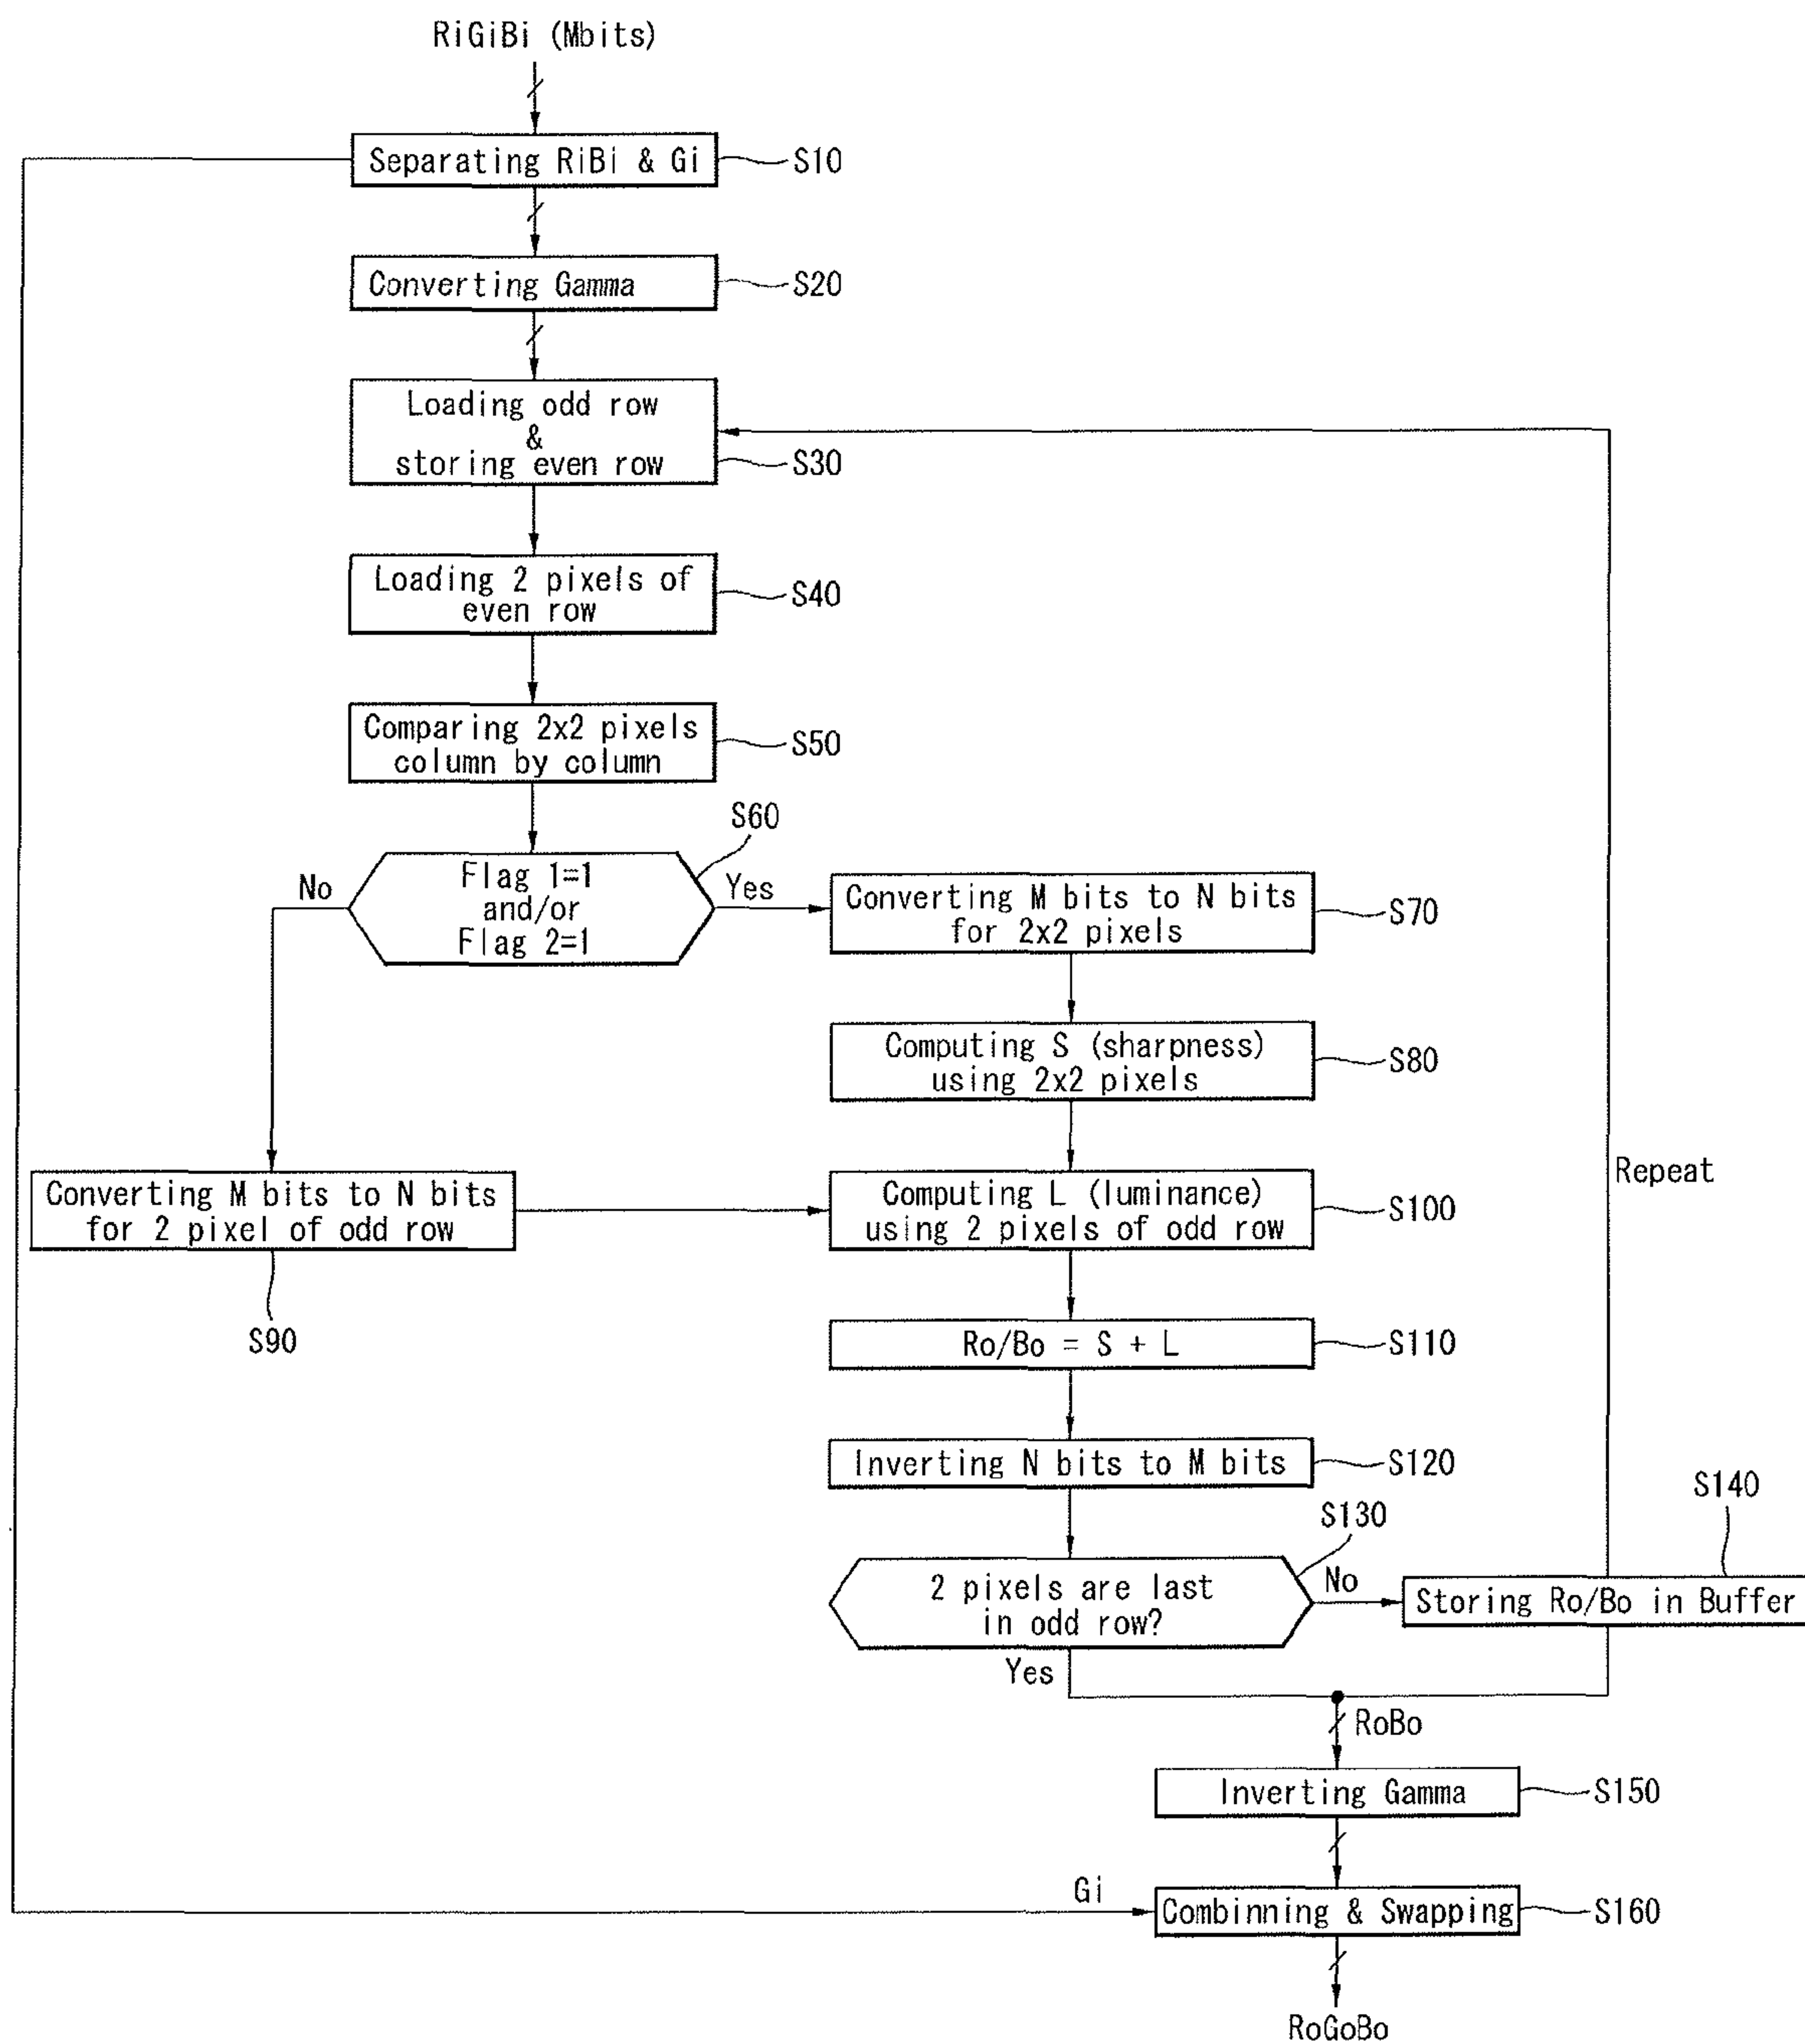 RiGiBi (Mbits)
Separating RiBi & Gi
S10
Converting Gamma
S20
Loading odd row
&
storing even row
S30
Loading 2 pixels of
even row
S40
Comparing 2x2 pixels
column by column
S50
S60
Flag 1=1
and/or
Flag 2=1
No
Yes
Converting M bits to N bits
for 2x2 pixels
S70
Computing S (sharpness)
using 2x2 pixels
S80
Converting M bits to N bits
for 2 pixel of odd row
S90
Computing L (luminance)
using 2 pixels of odd row
S100
Repeat
Ro/Bo = S + L
S110
Inverting N bits to M bits
S120
S130
2 pixels are last
in odd row?
No
Yes
S140
Storing Ro/Bo in Buffer
RoBo
Inverting Gamma
S150
Gi
Combinning & Swapping
S160
RoGoBo